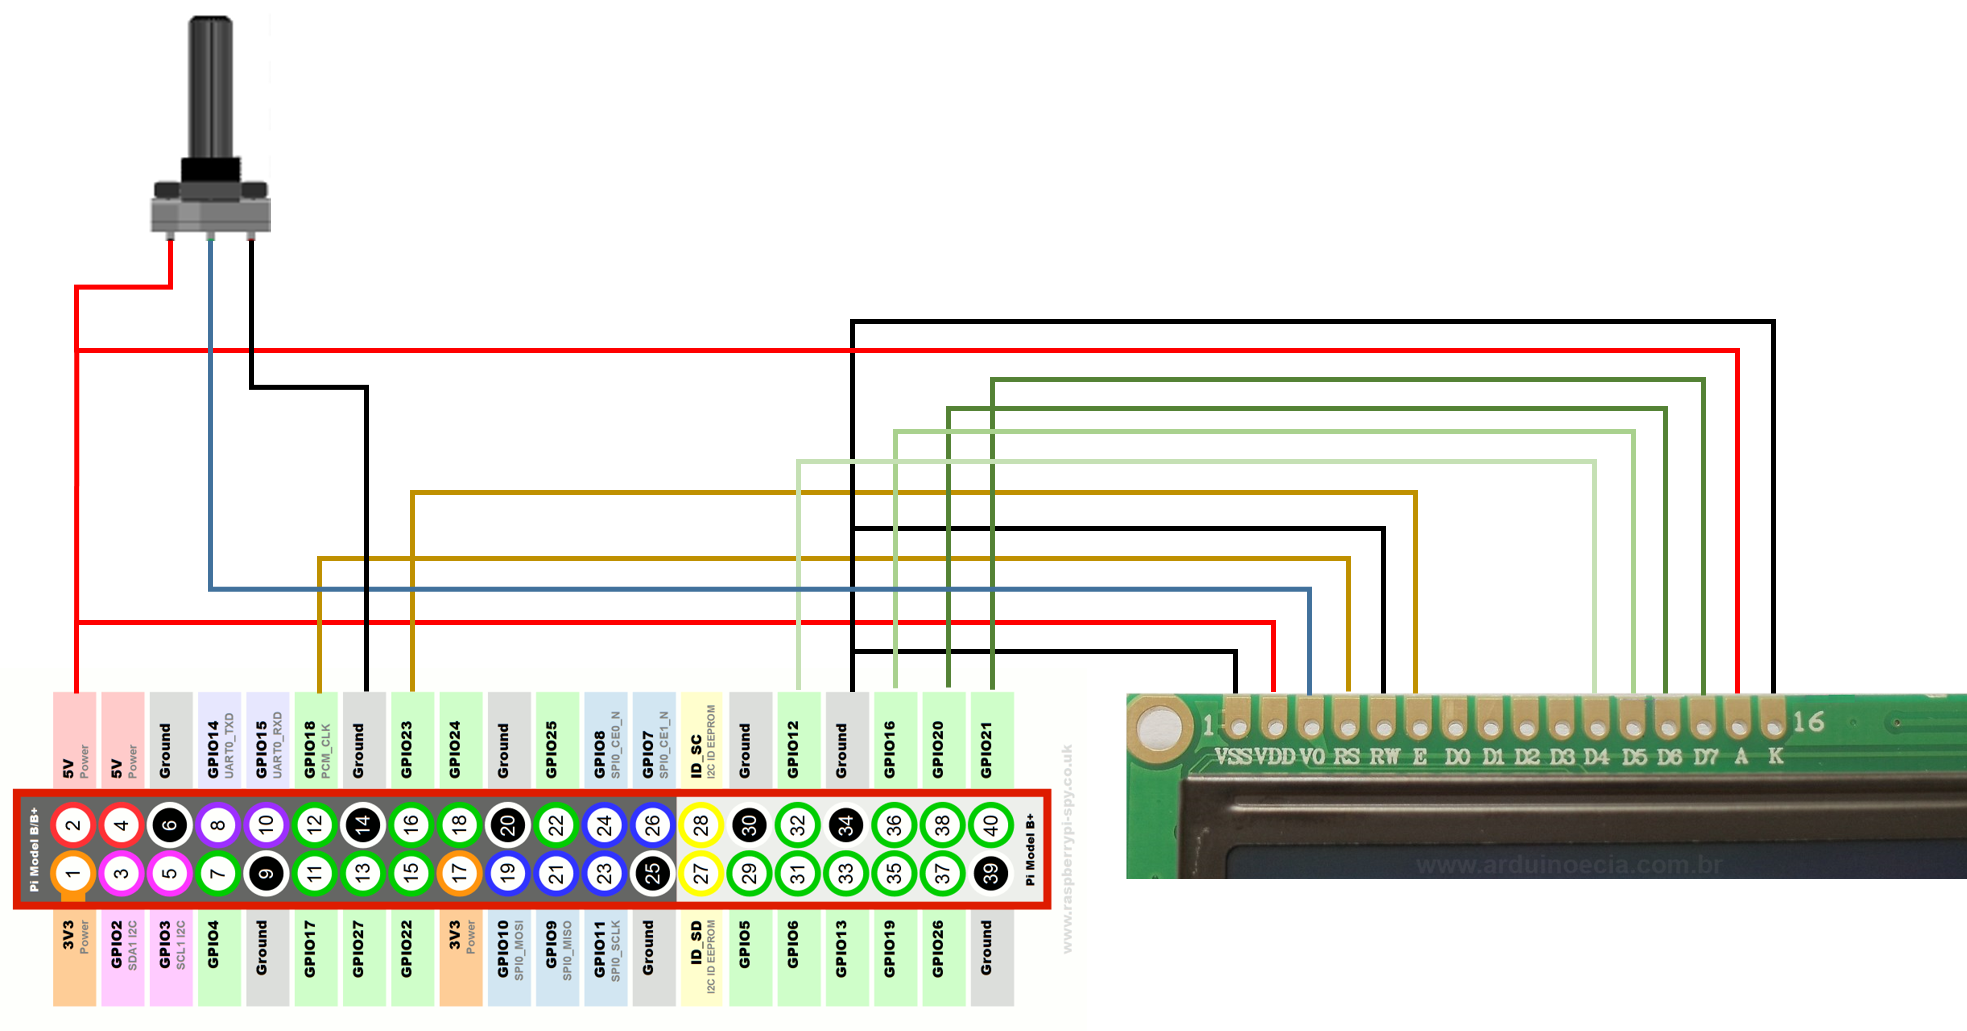 5V
Power
5V
Power
Ground
GPIO14
UART0_TXD
GPIO15
UART0_RXD
GPIO18
PCM_CLK
Ground
GPIO23
GPIO24
Ground
GPIO25
GPIO8
SPI0_CE0_N
GPIO7
SPI0_CE1_N
ID_SC
I2C ID EEPROM
Ground
GPIO12
Ground
GPIO16
GPIO20
GPIO21
Pi Model B/B+
2 4 6 8 10 12 14 16 18 20 22 24 26 28 30 32 34 36 38 40
1 3 5 7 9 11 13 15 17 19 21 23 25 27 29 31 33 35 37 39
Pi Model B+
3V3
Power
GPIO2
SDA1 I2C
GPIO3
SCL1 I2C
GPIO4
Ground
GPIO17
GPIO27
GPIO22
3V3
Power
GPIO10
SPI0_MOSI
GPIO9
SPI0_MISO
GPIO11
SPI0_SCLK
Ground
ID_SD
I2C ID EEPROM
GPIO5
GPIO6
GPIO13
GPIO19
GPIO26
Ground
www.raspberrypi-spy.co.uk
1 16
VSS VDD V0 RS RW E D0 D1 D2 D3 D4 D5 D6 D7 A K
www.arduinoecia.com.br